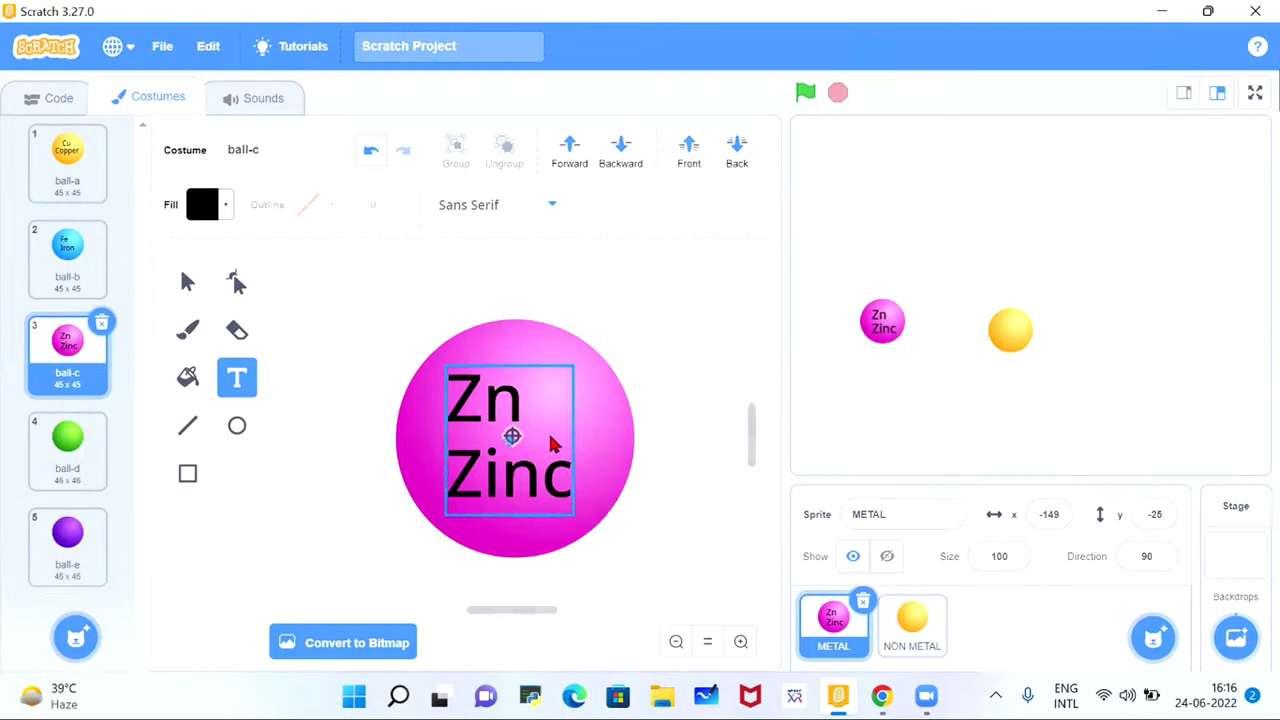 Scratch 3.27.0
SCRATCH File Edit Tutorials Scratch Project ?
Code Costumes Sounds
1
Cu
Copper
ball-a
45 x 45
2
Fe
Iron
ball-b
45 x 45
3
Zn
Zinc
ball-c
45 x 45
4
ball-d
46 x 46
5
ball-e
46 x 46
Costume ball-c
Group Ungroup Forward Backward Front Back
Fill Outline 0 Sans Serif
T
Zn
Zinc
Convert to Bitmap
Zn
Zinc
Sprite METAL x -149 y -25
Show Size 100 Direction 90
Zn
Zinc
METAL
NON METAL
Stage
Backdrops
39°C
Haze
ENG
INTL
16:16
24-06-2022
2